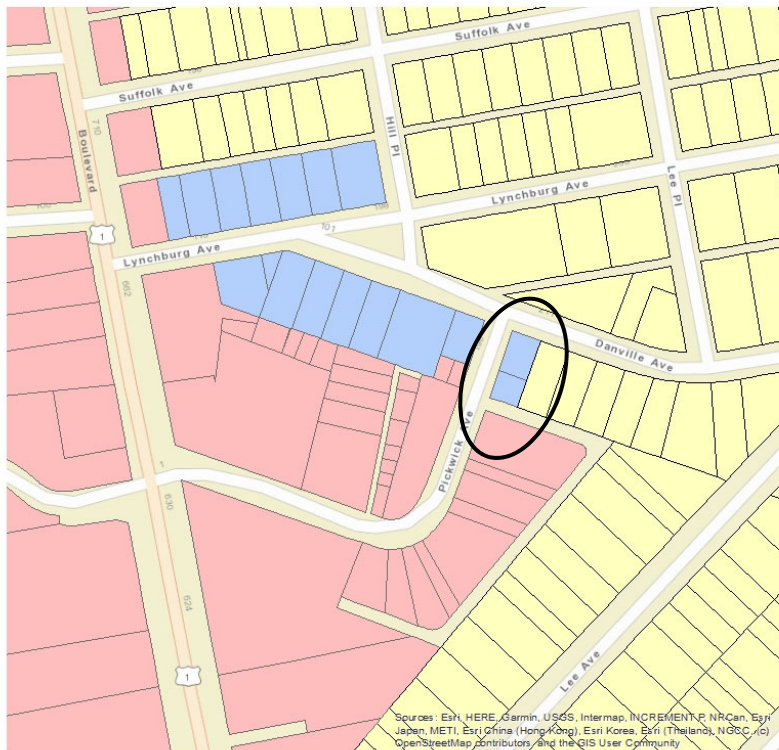 Suffolk Ave
Suffolk Ave
710
Boulevard
Hill Pl
Lee Pl
Lynchburg Ave
1
101
Lynchburg Ave
662
Danville Ave
Pickwick Ave
1
630
624
1
Lee Ave
Sources: Esri, HERE, Garmin, USGS, Intermap, INCREMENT P, NRCan, Esri
Japan, METI, Esri China (Hong Kong), Esri Korea, Esri (Thailand), NGCC, (c)
OpenStreetMap contributors, and the GIS User Community